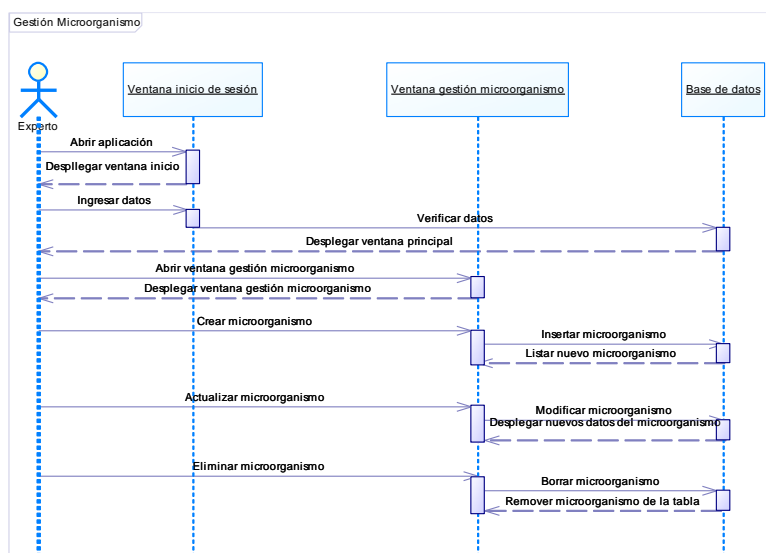 Gestión Microorganismo
Ventana inicio de sesión
Ventana gestión microorganismo
Base de datos
Experto
Abrir aplicación
Despllegar ventana inicio
Ingresar datos
Verificar datos
Desplegar ventana principal
Abrir ventana gestión microorganismo
Desplegar ventana gestión microorganismo
Crear microorganismo
Insertar microorganismo
Listar nuevo microorganismo
Actualizar microorganismo
Modificar microorganismo
Desplegar nuevos datos del microorganismo
Eliminar microorganismo
Borrar microorganismo
Remover microorganismo de la tabla